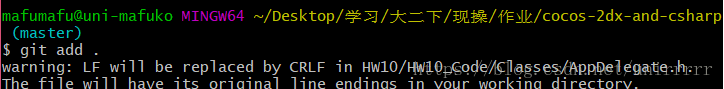 mafumafu@uni-mafuko MINGW64 ~/Desktop/学习/大二下/现操/作业/cocos-2dx-and-csharp
(master)
$ git add .
warning: LF will be replaced by CRLF in HW10/HW10_Code/Classes/AppDelegate.h.
The file will have its original line endings in your working directory.